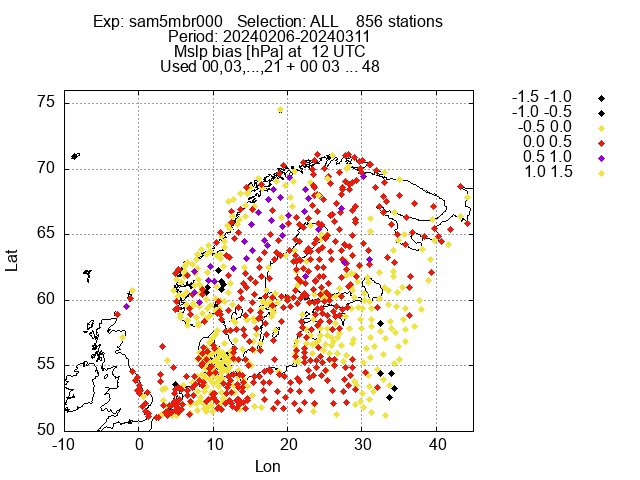 Exp: sam5mbr000 Selection: ALL 856 stations
Period: 20240206-20240311
Mslp bias [hPa] at 12 UTC
Used 00,03,...,21 + 00 03 ... 48
-1.5 -1.0
-1.0 -0.5
-0.5 0.0
0.0 0.5
0.5 1.0
1.0 1.5
75
70
65
60
55
50
Lat
-10 0 10 20 30 40
Lon